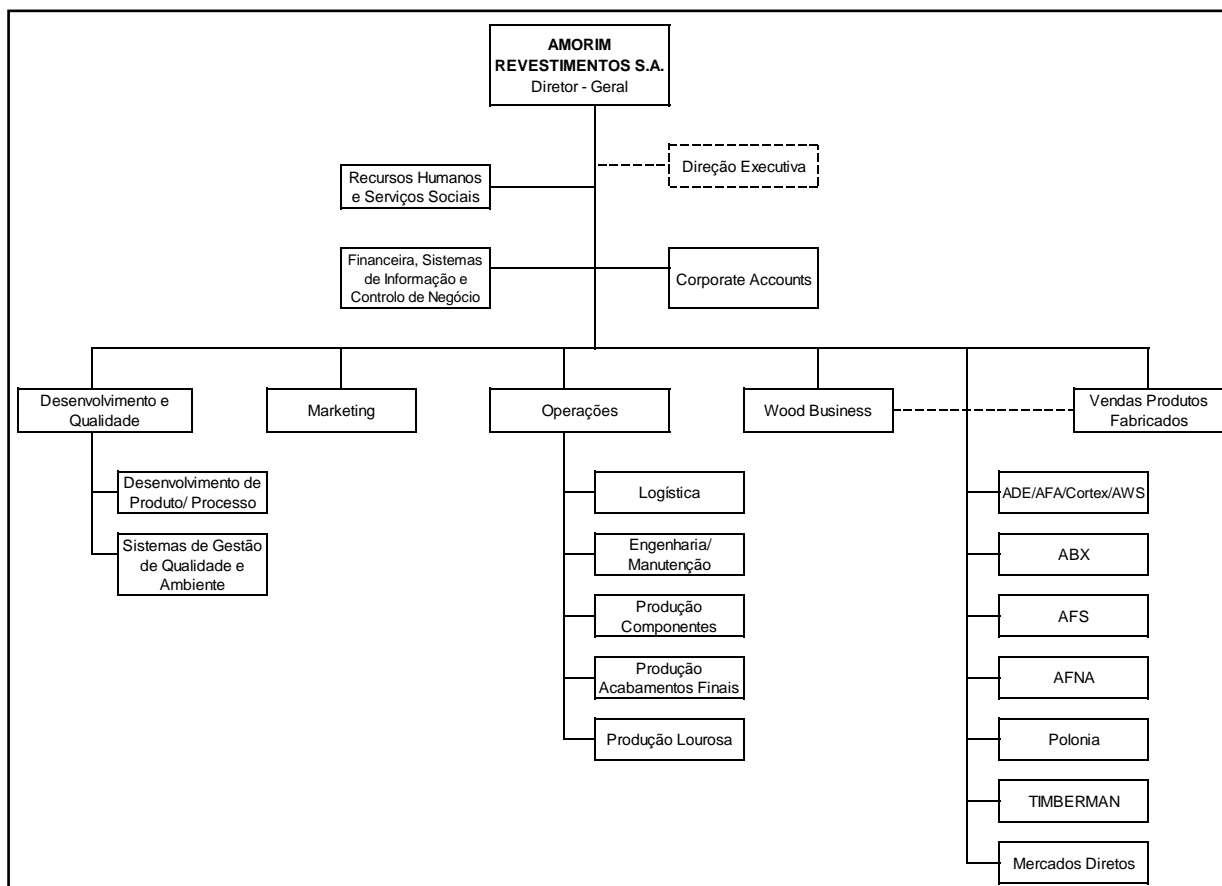 AMORIM
REVESTIMENTOS S.A.
Diretor - Geral
Direção Executiva
Recursos Humanos
e Serviços Sociais
Financeira, Sistemas
de Informação e
Controlo de Negócio
Corporate Accounts
Desenvolvimento e
Qualidade
Marketing
Operações
Wood Business
Vendas Produtos
Fabricados
Desenvolvimento de
Produto/ Processo
Sistemas de Gestão
de Qualidade e
Ambiente
Logística
Engenharia/
Manutenção
Produção
Componentes
Produção
Acabamentos Finais
Produção Lourosa
ADE/AFA/Cortex/AWS
ABX
AFS
AFNA
Polonia
TIMBERMAN
Mercados Diretos